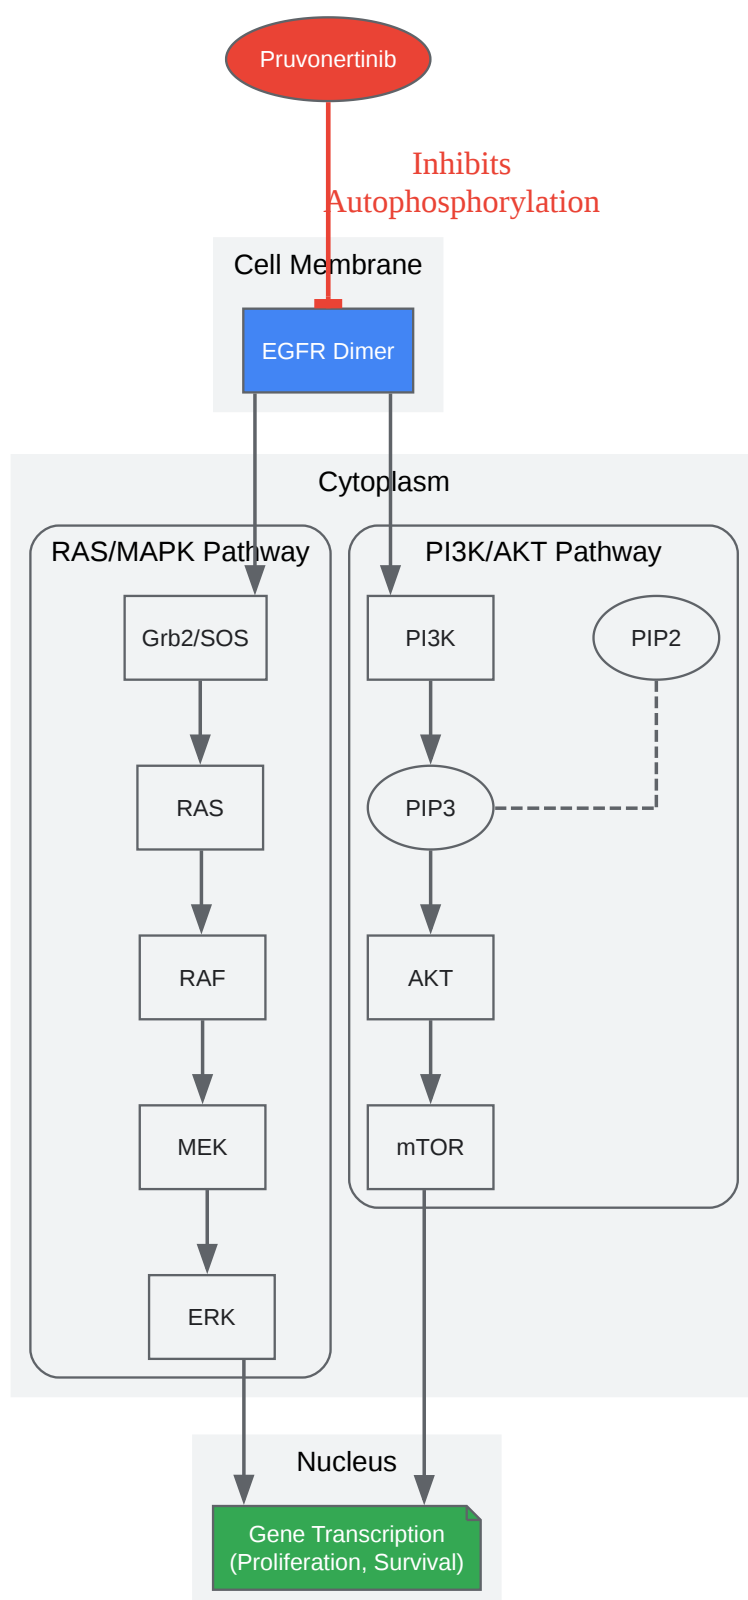 Pruvonertinib
Inhibits
Autophosphorylation
Cell Membrane
EGFR Dimer
Cytoplasm
RAS/MAPK Pathway
PI3K/AKT Pathway
Grb2/SOS
PI3K
PIP2
RAS
PIP3
RAF
AKT
MEK
mTOR
ERK
Nucleus
Gene Transcription
(Proliferation, Survival)